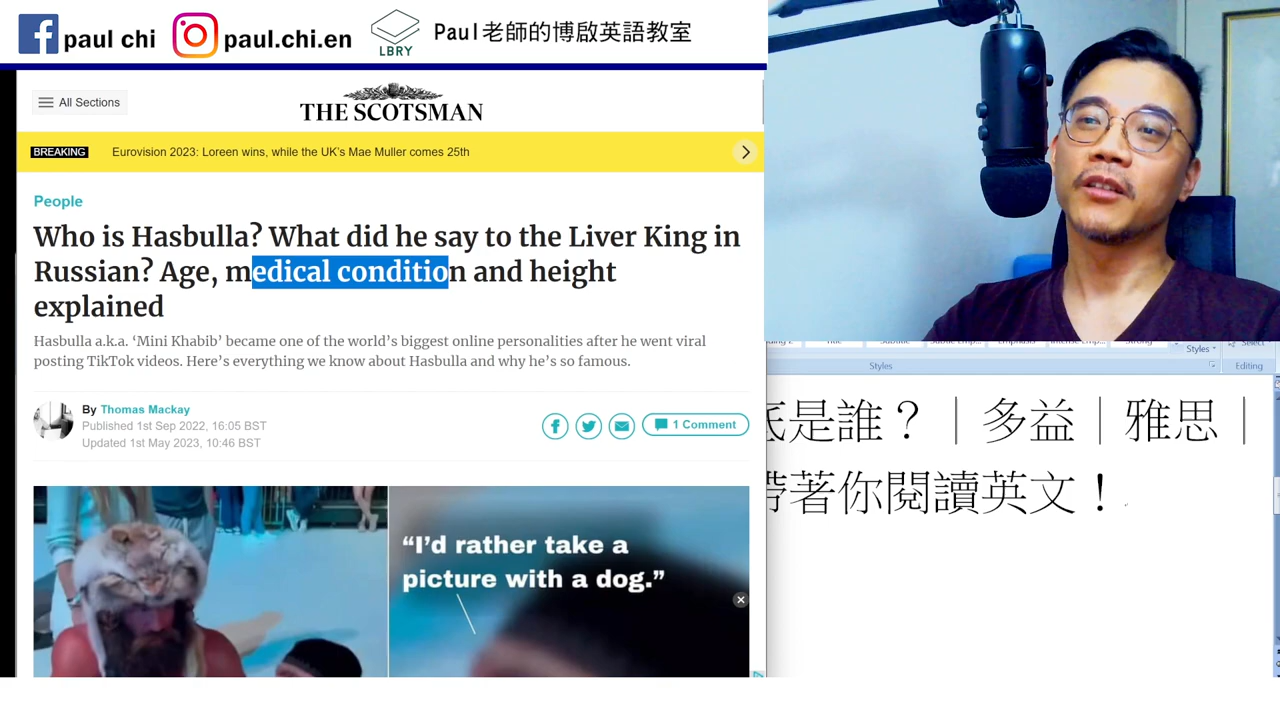 paul chi
paul.chi.en
LBRY
Paul老師的博啟英語教室
All Sections
THE SCOTSMAN
BREAKING
Eurovision 2023: Loreen wins, while the UK's Mae Muller comes 25th
People
Who is Hasbulla? What did he say to the Liver King in
Russian? Age, medical condition and height
explained
Hasbulla a.k.a. ‘Mini Khabib’ became one of the world’s biggest online personalities after he went viral
posting TikTok videos. Here’s everything we know about Hasbulla and why he’s so famous.
By Thomas Mackay
Published 1st Sep 2022, 16:05 BST
Updated 1st May 2023, 10:46 BST
1 Comment
“I’d rather take a
picture with a dog.”
Styles
Styles
Editing
底是誰？｜多益｜雅思｜
帶著你閱讀英文！